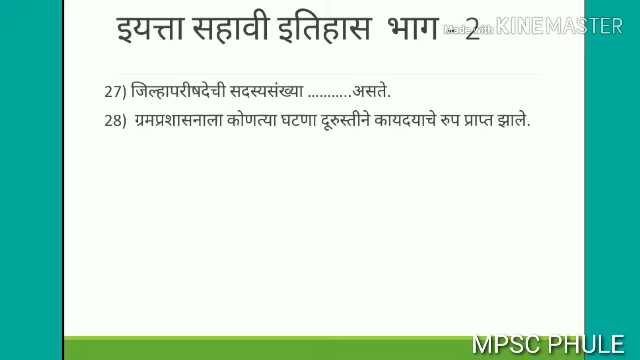 इयत्ता सहावी इतिहास भाग – 2
Made with KINEMASTER
27) जिल्हापरीषदेची सदस्यसंख्या ...........असते.
28) ग्रमप्रशासनाला कोणत्या घटणा दूरुस्तीने कायदयाचे रुप प्राप्त झाले.
MPSC PHULE